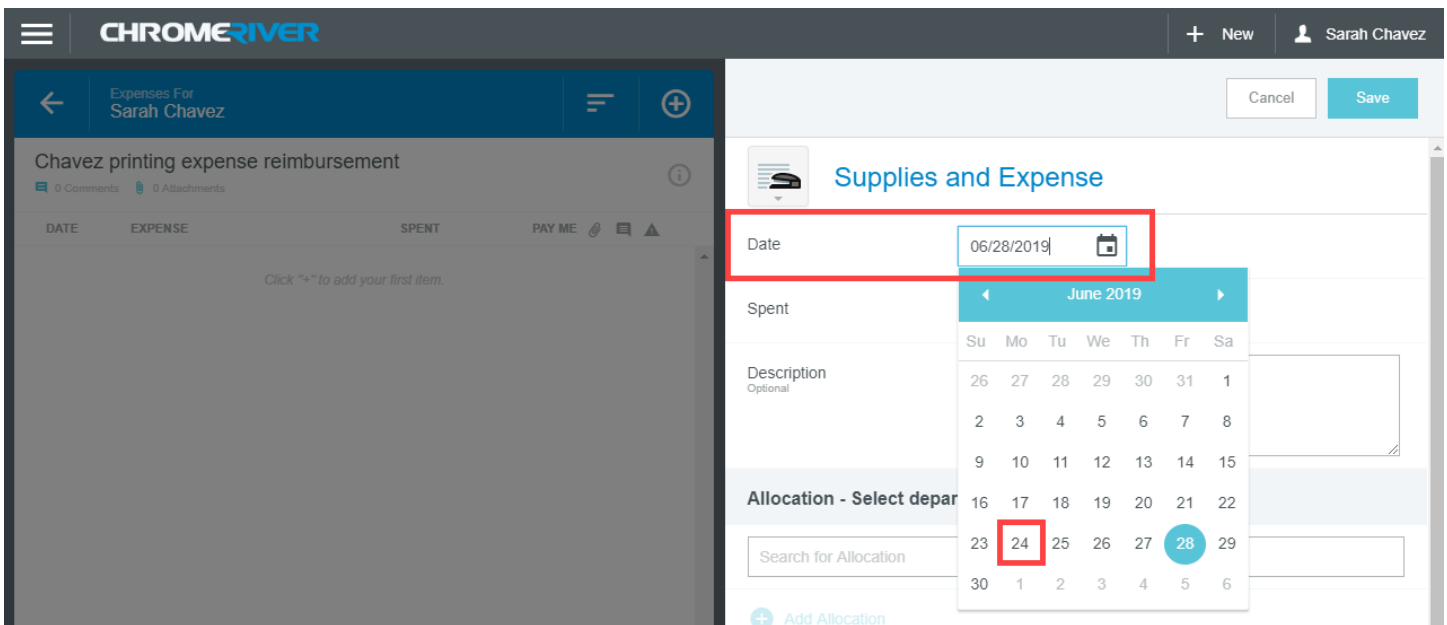 CHROMERIVER
+ New
Sarah Chavez
Expenses For
Sarah Chavez
Cancel
Save
Chavez printing expense reimbursement
0 Comments 0 Attachments
DATE EXPENSE SPENT PAY ME
Click "+" to add your first item.
Supplies and Expense
Date 06/28/2019
June 2019
Spent
Su Mo Tu We Th Fr Sa
Description
Optional
26 27 28 29 30 31 1
2 3 4 5 6 7 8
9 10 11 12 13 14 15
Allocation - Select depar
16 17 18 19 20 21 22
23 24 25 26 27 28 29
Search for Allocation
30 1 2 3 4 5 6
Add Allocation